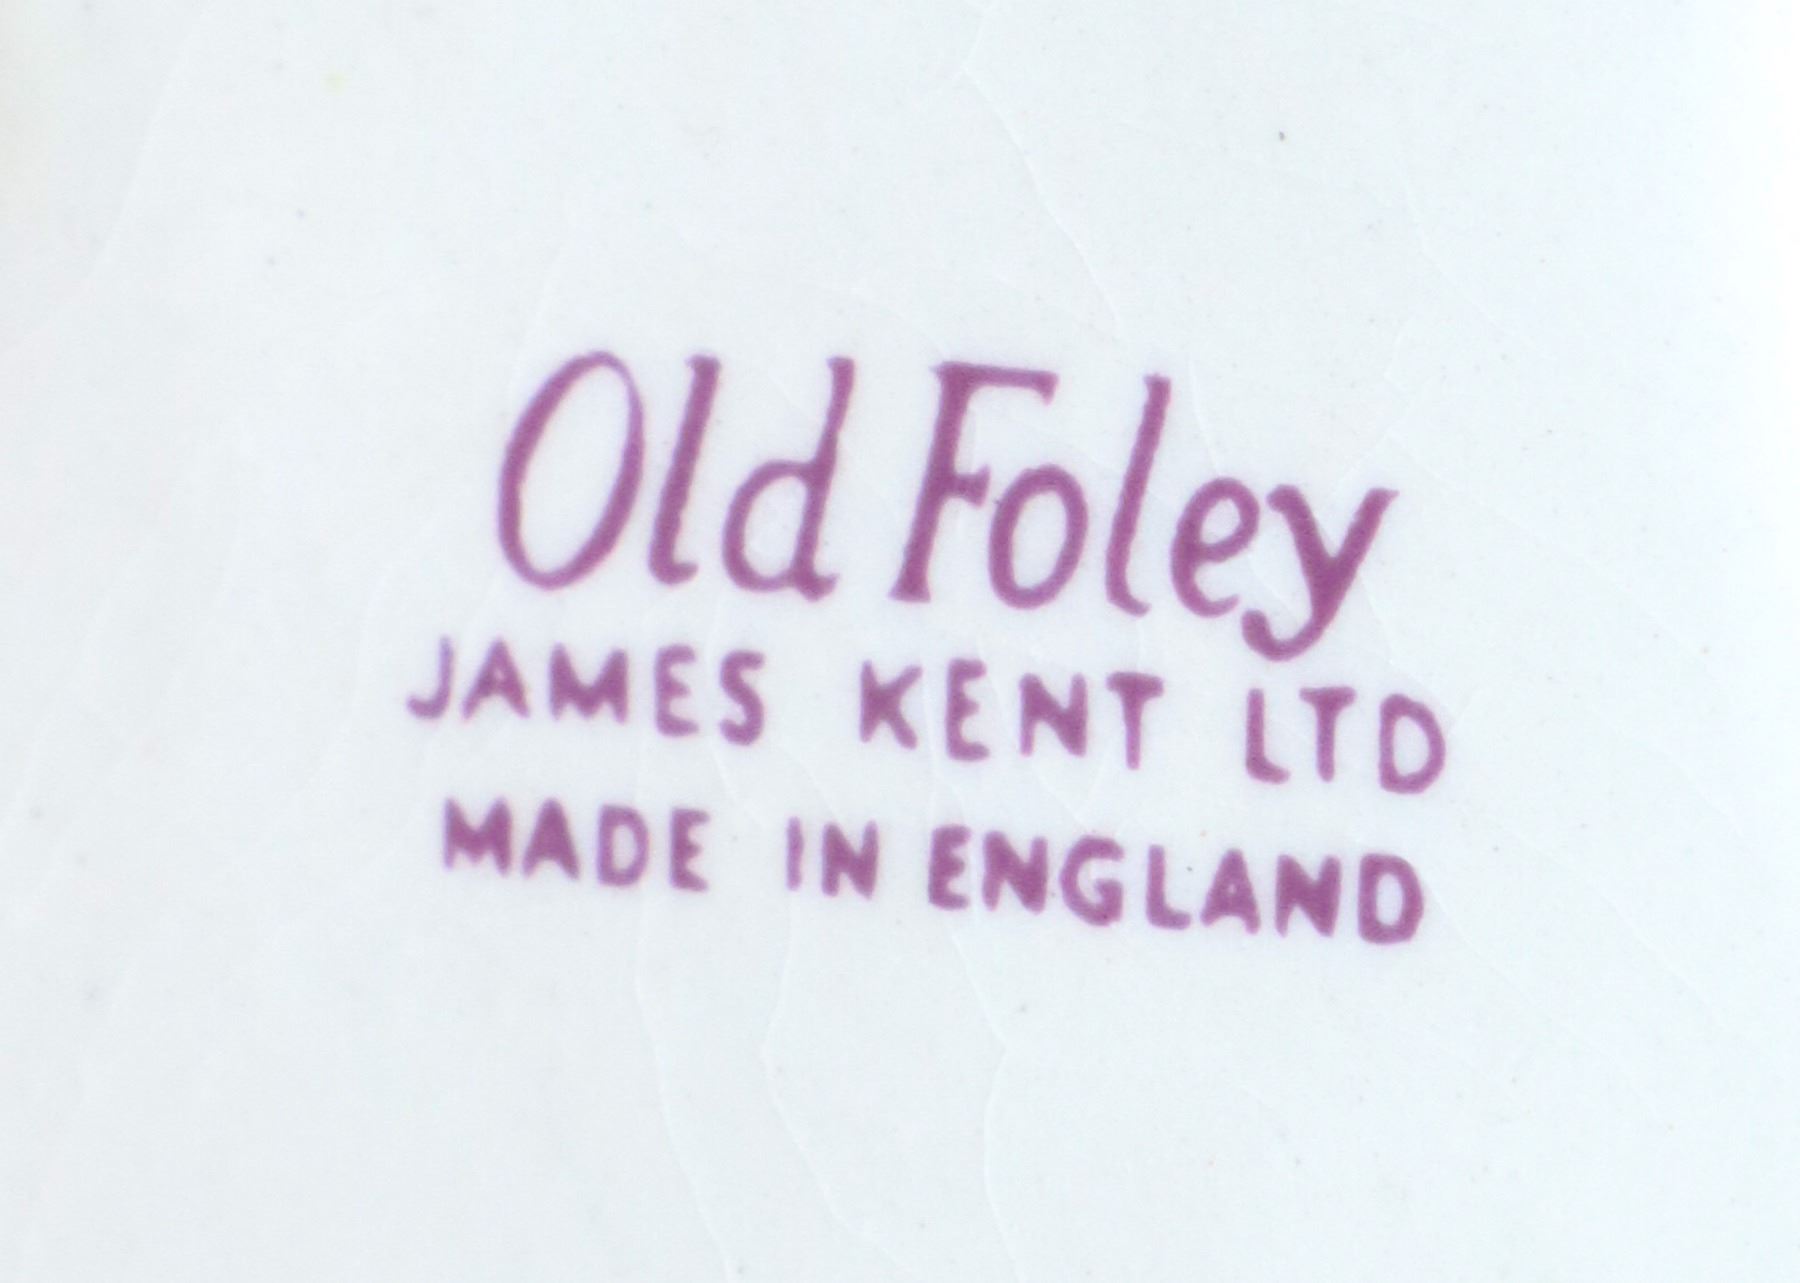 Old Foley
JAMES KENT LTD
MADE IN ENGLAND